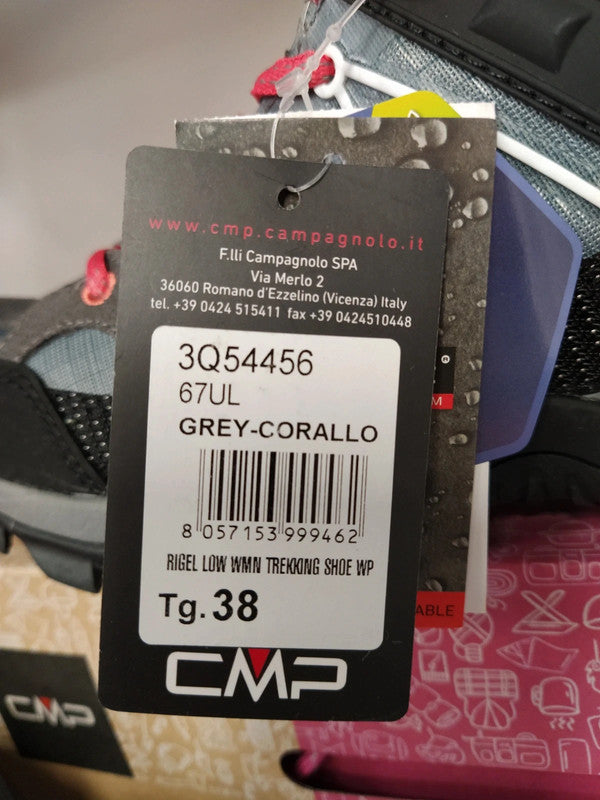 www.cmp.campagnolo.it
F.lli Campagnolo SPA
Via Merlo 2
36060 Romano d'Ezzelino (Vicenza) Italy
tel. +39 0424 515411 fax +39 0424510448
3Q54456
67UL
GREY-CORALLO
8 057153 999462
RIGEL LOW WMN TREKKING SHOE WP
Tg. 38
CMP
CMP
ABLE